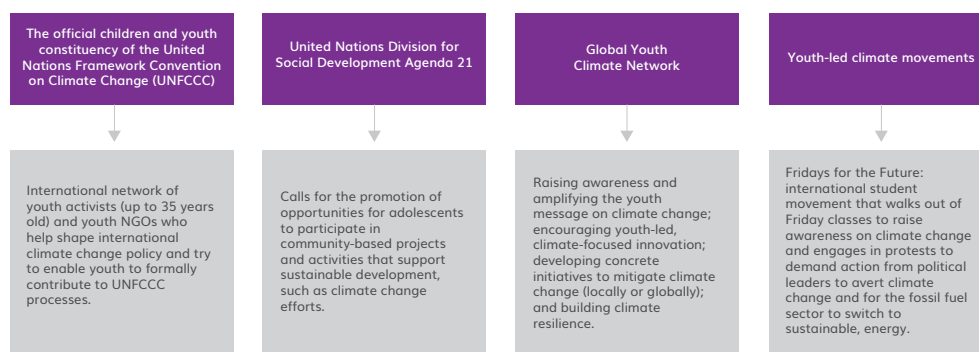 The official children and youth
constituency of the United
Nations Framework Convention
on Climate Change (UNFCCC)
International network of
youth activists (up to 35 years
old) and youth NGOs who
help shape international
climate change policy and try
to enable youth to formally
contribute to UNFCCC
processes.
United Nations Division for
Social Development Agenda 21
Calls for the promotion of
opportunities for adolescents
to participate in
community-based projects
and activities that support
sustainable development,
such as climate change
efforts.
Global Youth
Climate Network
Raising awareness and
amplifying the youth
message on climate change;
encouraging youth-led,
climate-focused innovation;
developing concrete
initiatives to mitigate climate
change (locally or globally);
and building climate
resilience.
Youth-led climate movements
Fridays for the Future:
international student
movement that walks out of
Friday classes to raise
awareness on climate change
and engages in protests to
demand action from political
leaders to avert climate
change and for the fossil fuel
sector to switch to
sustainable, energy.